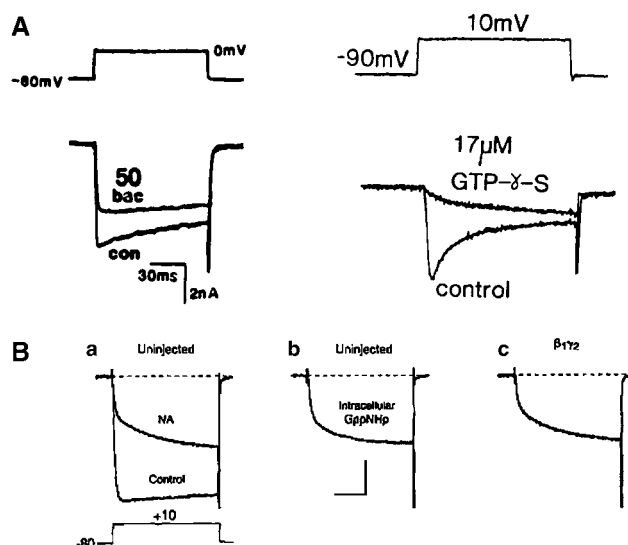 A
0mV
-80mV
10mV
-90mV
50
bac
con
30ms
2nA
17µM
GTP-γ-S
control
B
a
Uninjected
NA
Control
+10
-80
b
Uninjected
Intracellular
GppNHp
c
β1γ2